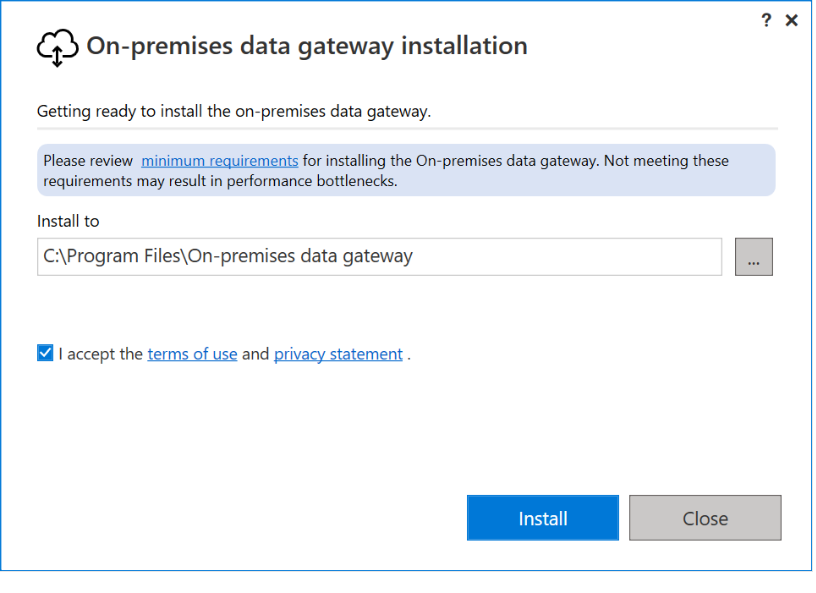 ? ×
On-premises data gateway installation
Getting ready to install the on-premises data gateway.
Please review minimum requirements for installing the On-premises data gateway. Not meeting these
requirements may result in performance bottlenecks.
Install to
C:\Program Files\On-premises data gateway
...
I accept the terms of use and privacy statement .
Install Close